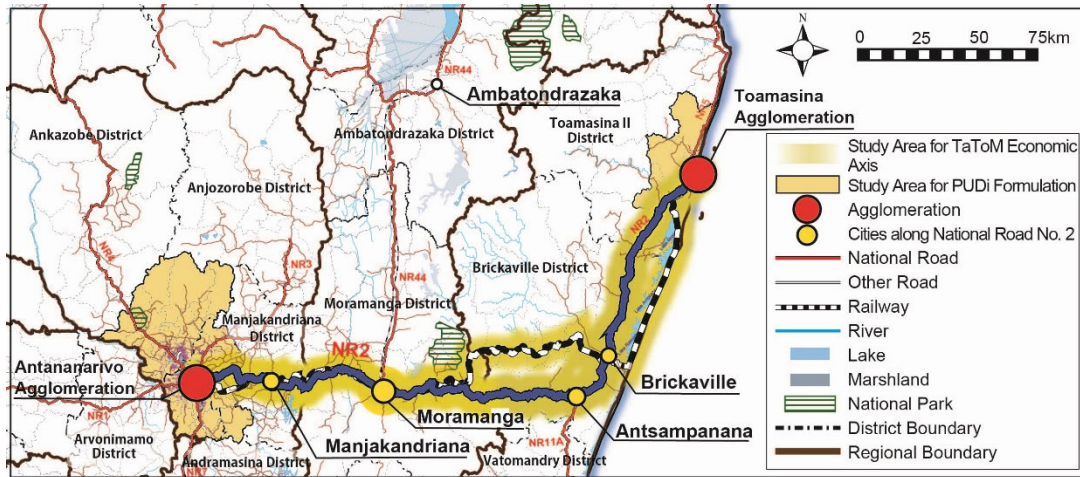 N
0 25 50 75km
NR44
Ambatondrazaka
Toamasina
Agglomeration
NR5
Ankazobe District
Ambatondrazaka District
Toamasina II
District
Anjozorobe District
NR4
NR3
NR2
NR44
Brickaville District
Moramanga District
Manjakandriana
District
NR2
Antananarivo
Agglomeration
Brickaville
Moramanga
Antsampanana
NR1
Manjakandriana
Arvonimamo
District
NR11A
Andramasina District
Vatomandry District
NR7
Study Area for TaToM Economic
Axis
Study Area for PUDi Formulation
Agglomeration
Cities along National Road No. 2
National Road
Other Road
Railway
River
Lake
Marshland
National Park
District Boundary
Regional Boundary